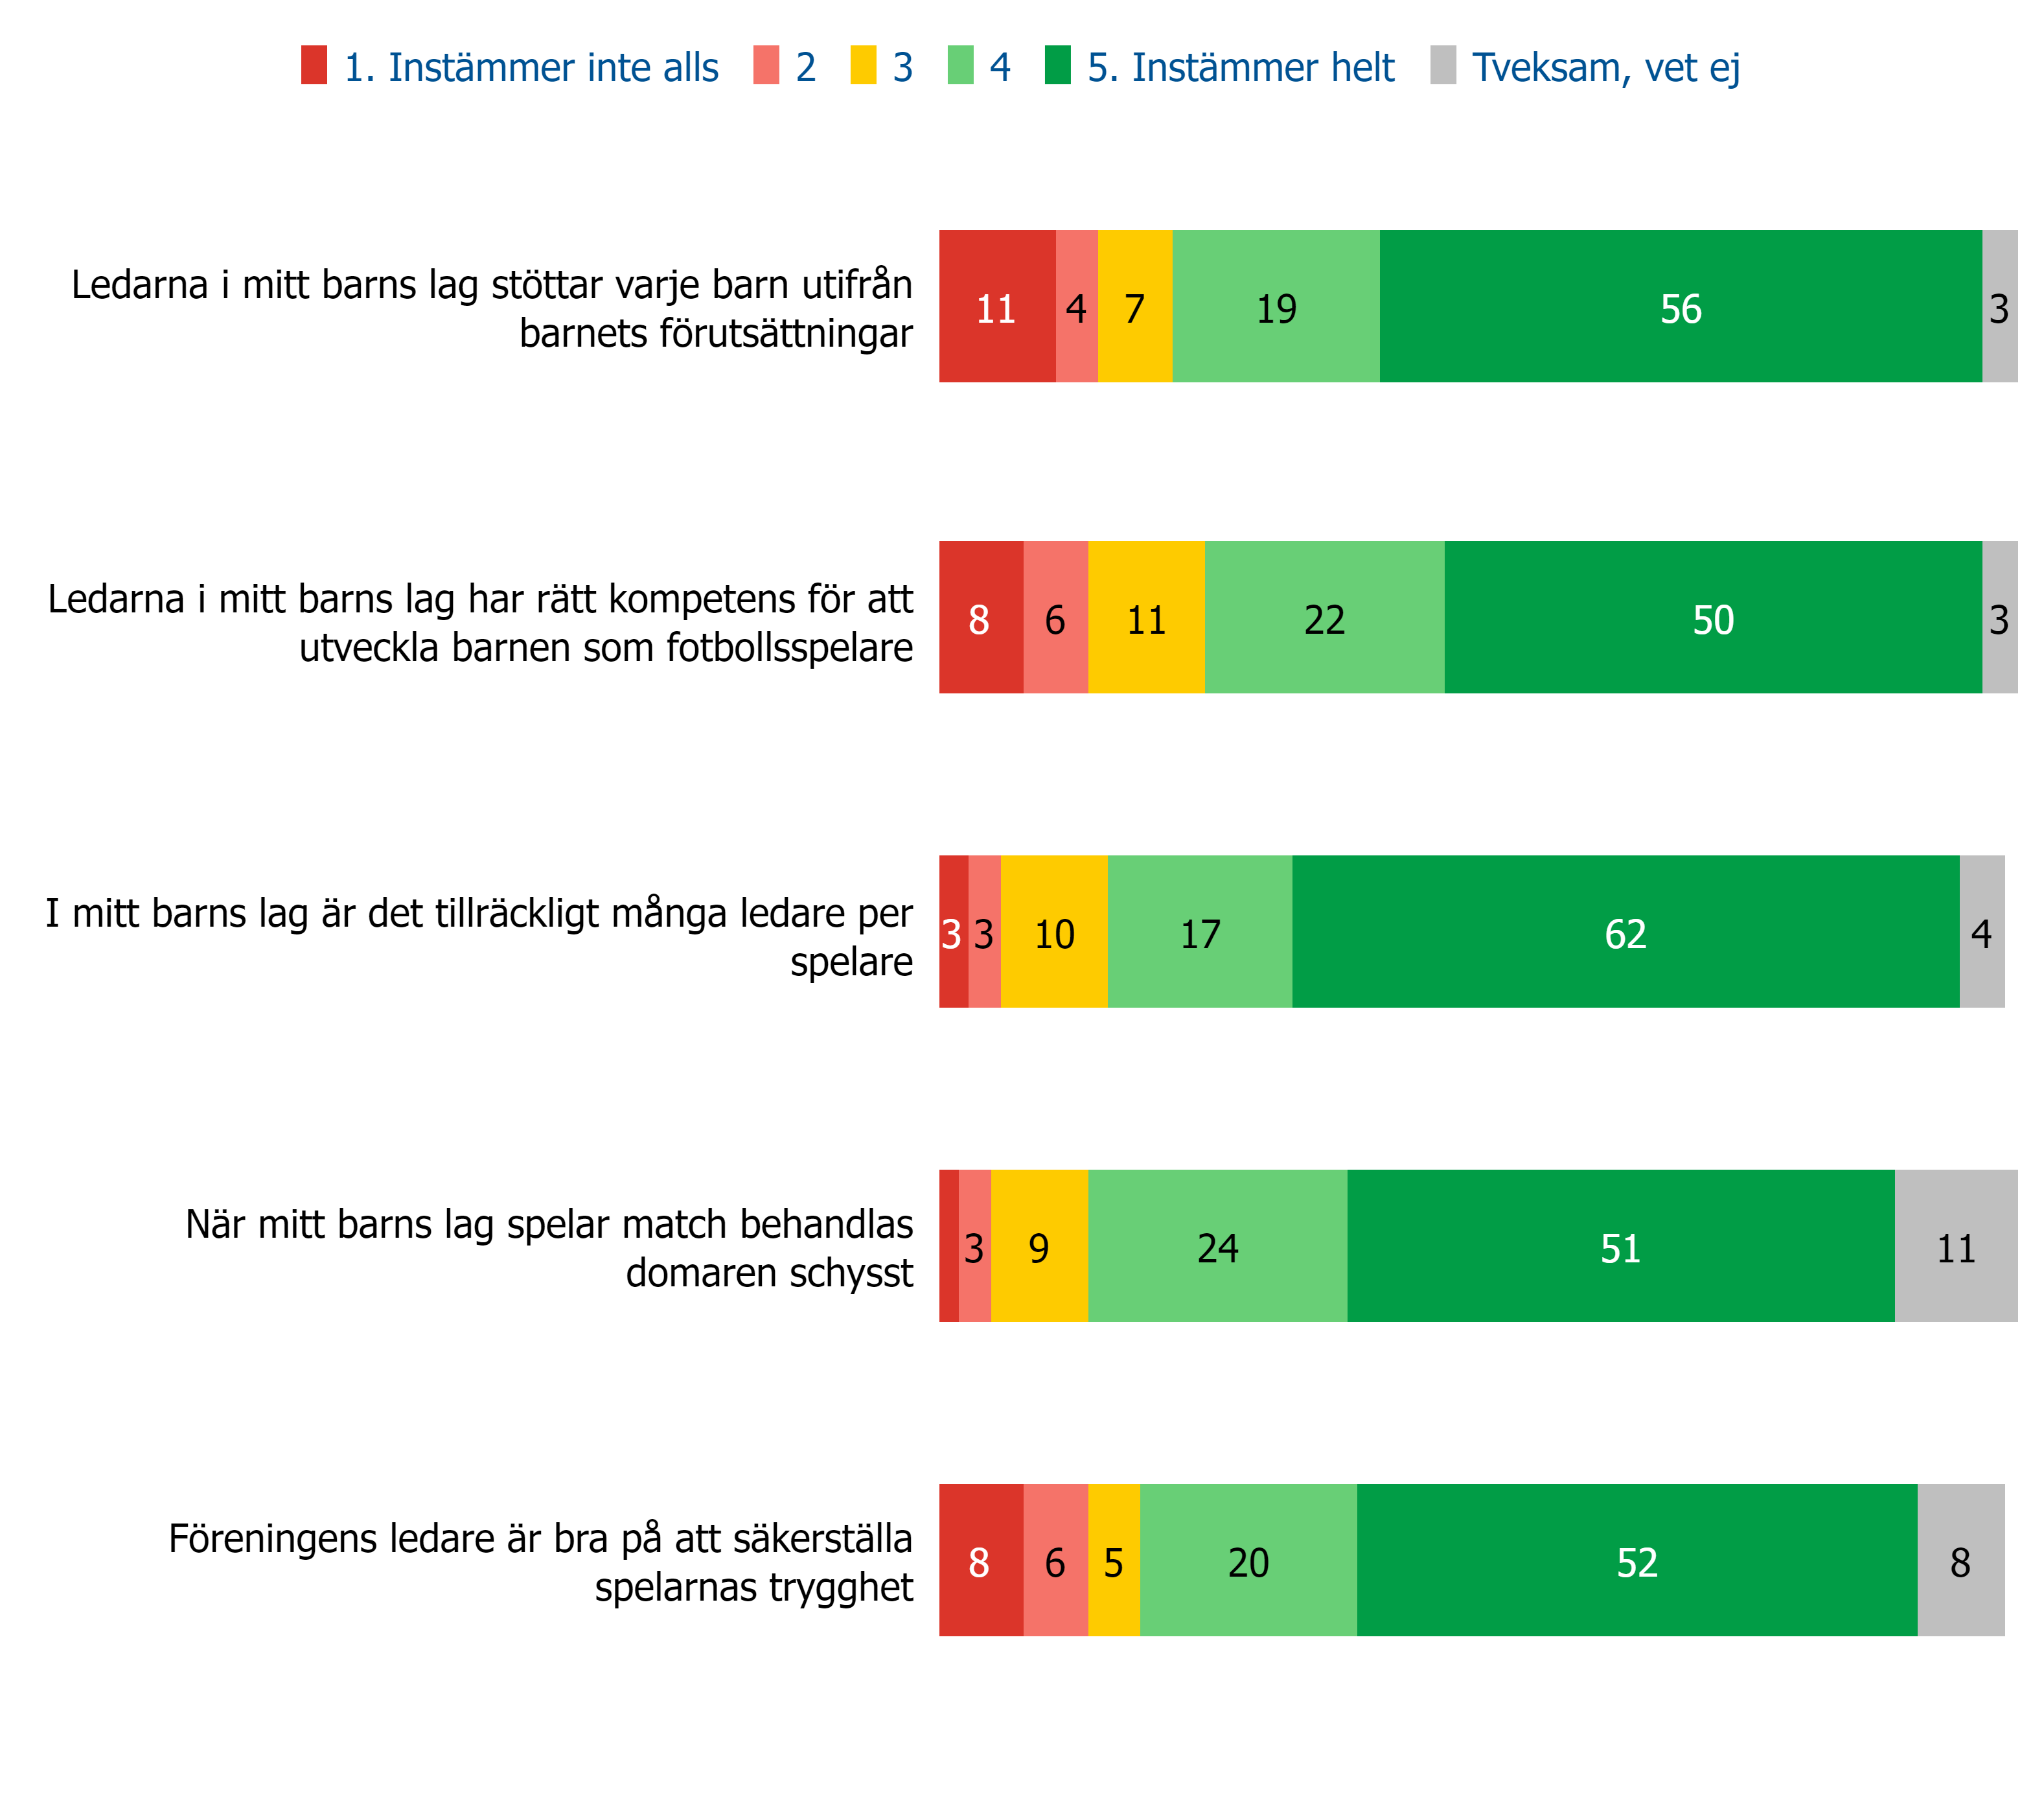 1. Instämmer inte alls 2 3 4 5. Instämmer helt Tveksam, vet ej
Ledarna i mitt barns lag stöttar varje barn utifrån
barnets förutsättningar
11 4 7 19 56 3
Ledarna i mitt barns lag har rätt kompetens för att
utveckla barnen som fotbollsspelare
8 6 11 22 50 3
I mitt barns lag är det tillräckligt många ledare per
spelare
3 3 10 17 62 4
När mitt barns lag spelar match behandlas
domaren schysst
3 9 24 51 11
Föreningens ledare är bra på att säkerställa
spelarnas trygghet
8 6 5 20 52 8